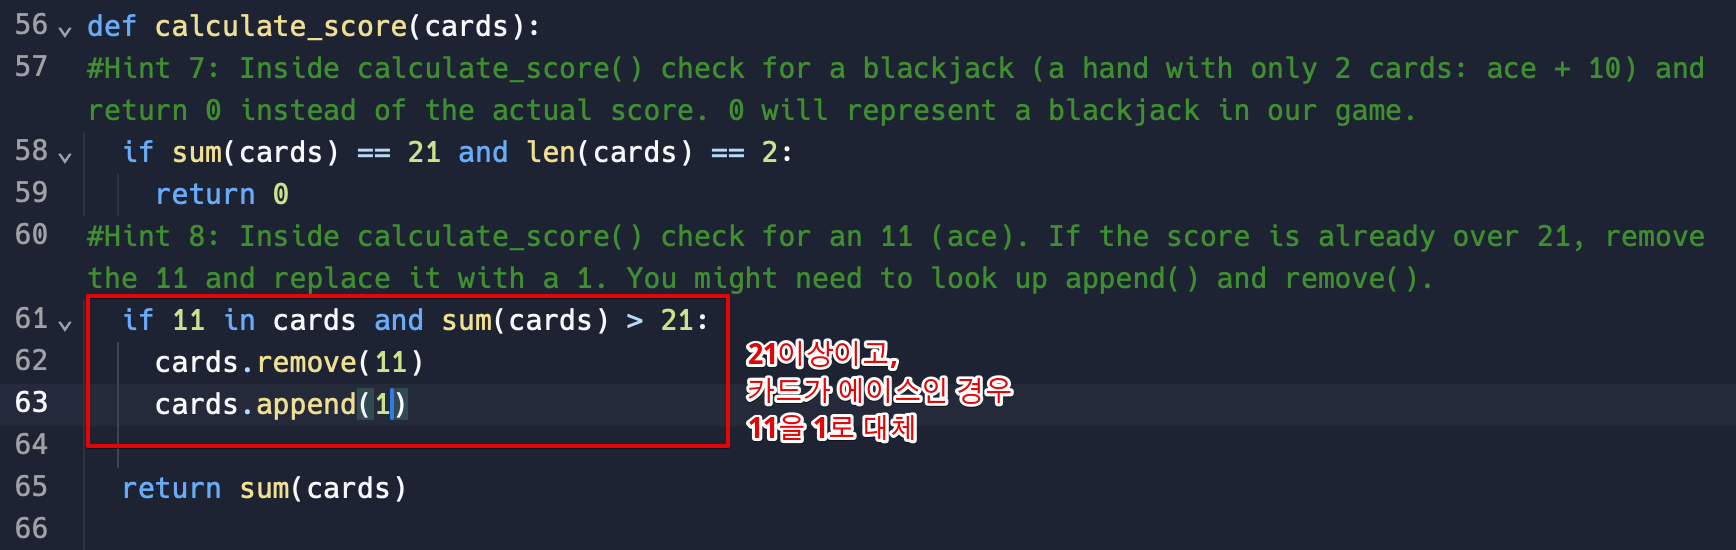 56 def calculate_score(cards):
57 #Hint 7: Inside calculate_score() check for a blackjack (a hand with only 2 cards: ace + 10) and
return 0 instead of the actual score. 0 will represent a blackjack in our game.
58 if sum(cards) == 21 and len(cards) == 2:
59 return 0
60 #Hint 8: Inside calculate_score() check for an 11 (ace). If the score is already over 21, remove
the 11 and replace it with a 1. You might need to look up append() and remove().
61 if 11 in cards and sum(cards) > 21:
62 cards.remove(11)
63 cards.append(1)
21이상이고,
카드가 에이스인 경우
11을 1로 대체
64
65 return sum(cards)
66